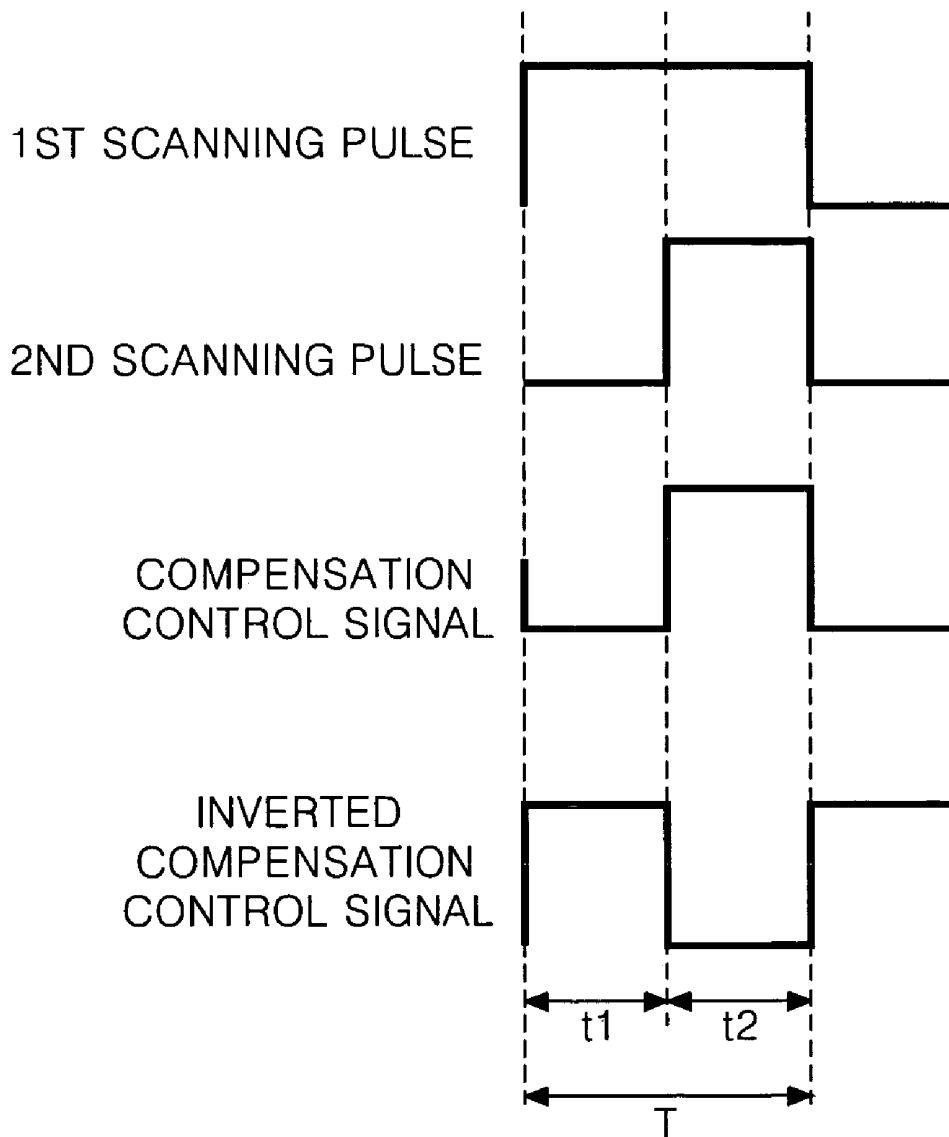 1ST SCANNING PULSE
2ND SCANNING PULSE
COMPENSATION
CONTROL SIGNAL
INVERTED
COMPENSATION
CONTROL SIGNAL
t1 t2
T